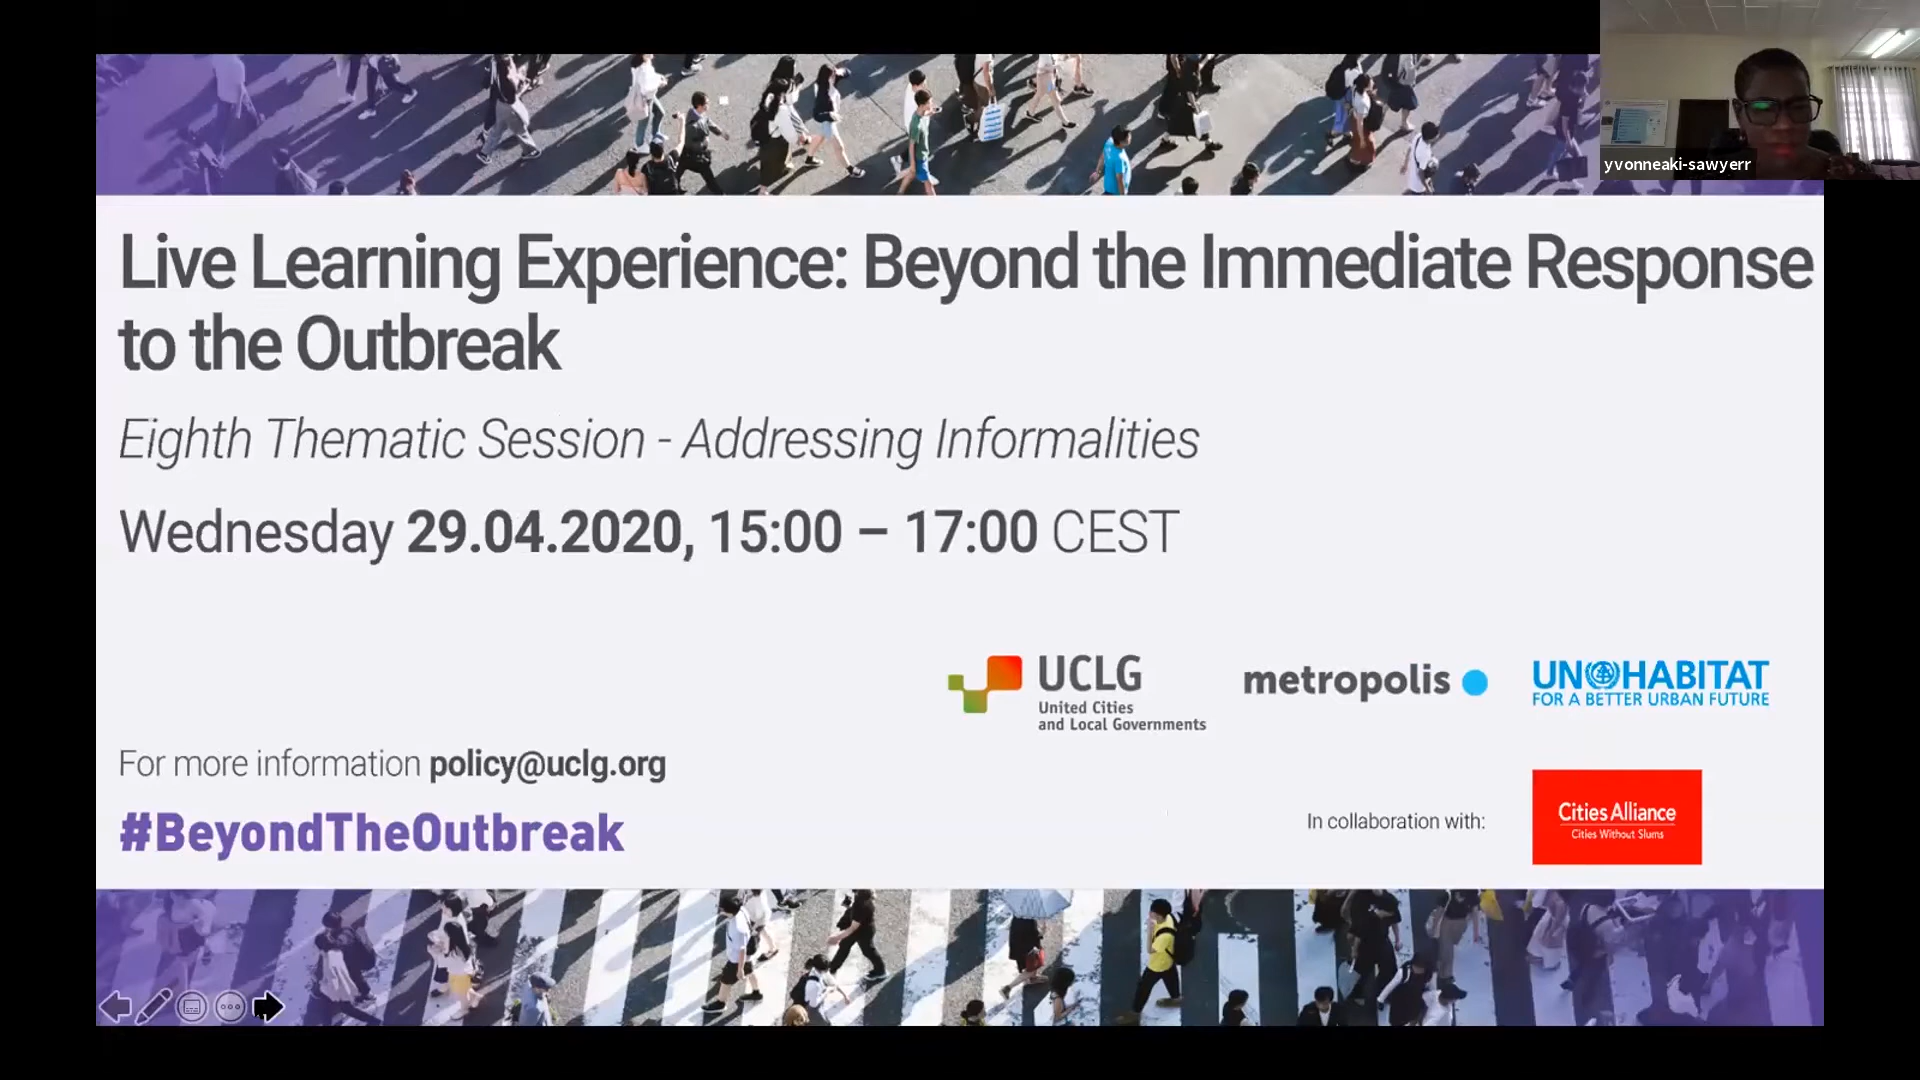 yvonneaki-sawyerr
Live Learning Experience: Beyond the Immediate Response
to the Outbreak
Eighth Thematic Session - Addressing Informalities
Wednesday 29.04.2020, 15:00 – 17:00 CEST
UCLG
United Cities
and Local Governments
metropolis
UN HABITAT
FOR A BETTER URBAN FUTURE
For more information policy@uclg.org
#BeyondTheOutbreak
In collaboration with:
Cities Alliance
Cities Without Slums